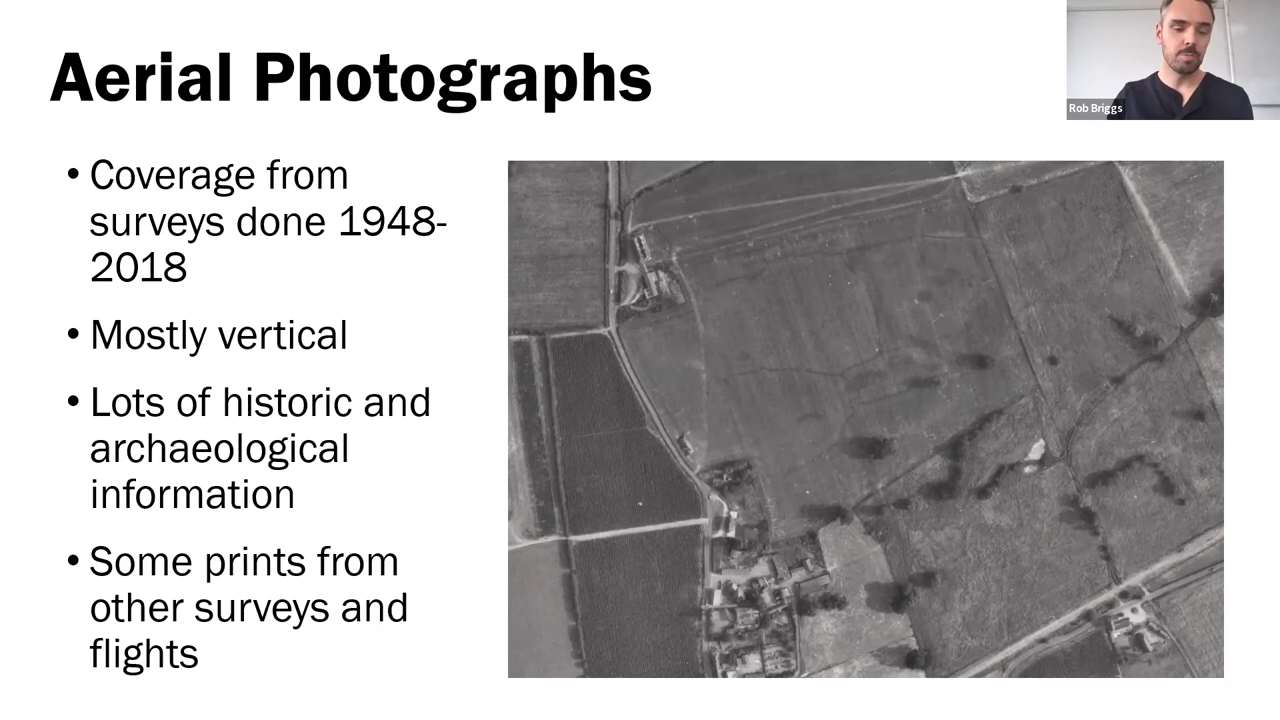 Aerial Photographs
Rob Briggs
• Coverage from
surveys done 1948-
2018
• Mostly vertical
• Lots of historic and
archaeological
information
• Some prints from
other surveys and
flights